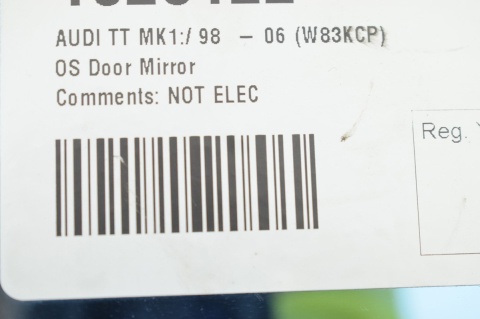 AUDI TT MK1:/ 98 – 06 (W83KCP)
OS Door Mirror
Comments: NOT ELEC
Reg.